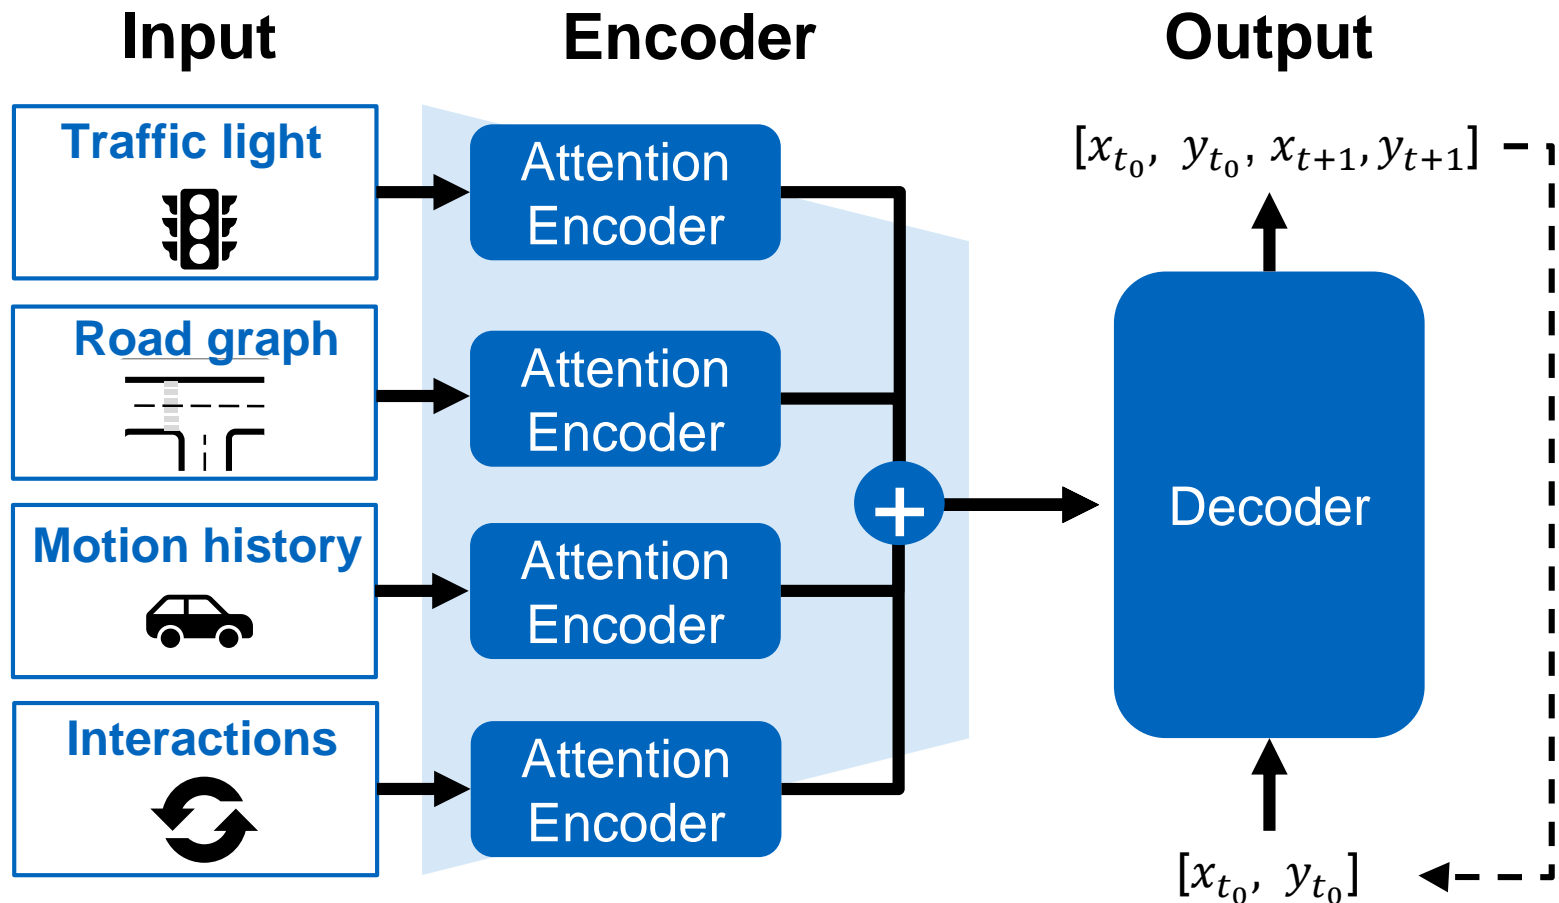 Input
Encoder
Output
Traffic light
Road graph
Motion history
Interactions
Attention
Encoder
Attention
Encoder
Attention
Encoder
Attention
Encoder
+
[x_{t_0}, y_{t_0}, x_{t+1}, y_{t+1}]
Decoder
[x_{t_0}, y_{t_0}]